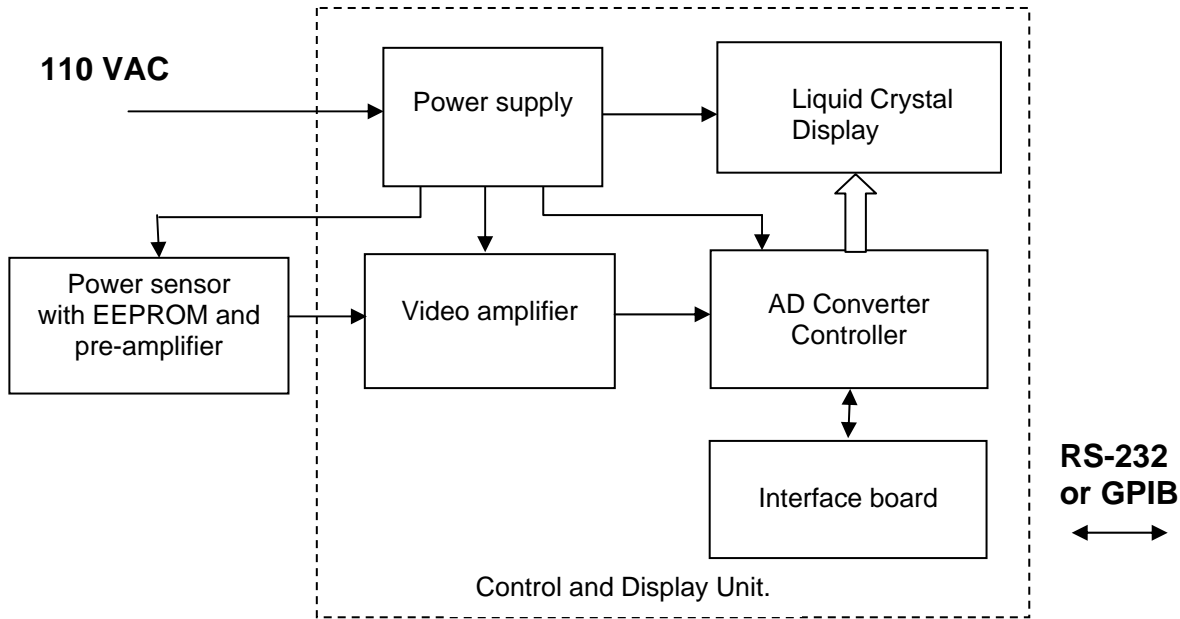 110 VAC
Power supply
Liquid Crystal
Display
Power sensor
with EEPROM and
pre-amplifier
Video amplifier
AD Converter
Controller
Interface board
RS-232
or GPIB
Control and Display Unit.